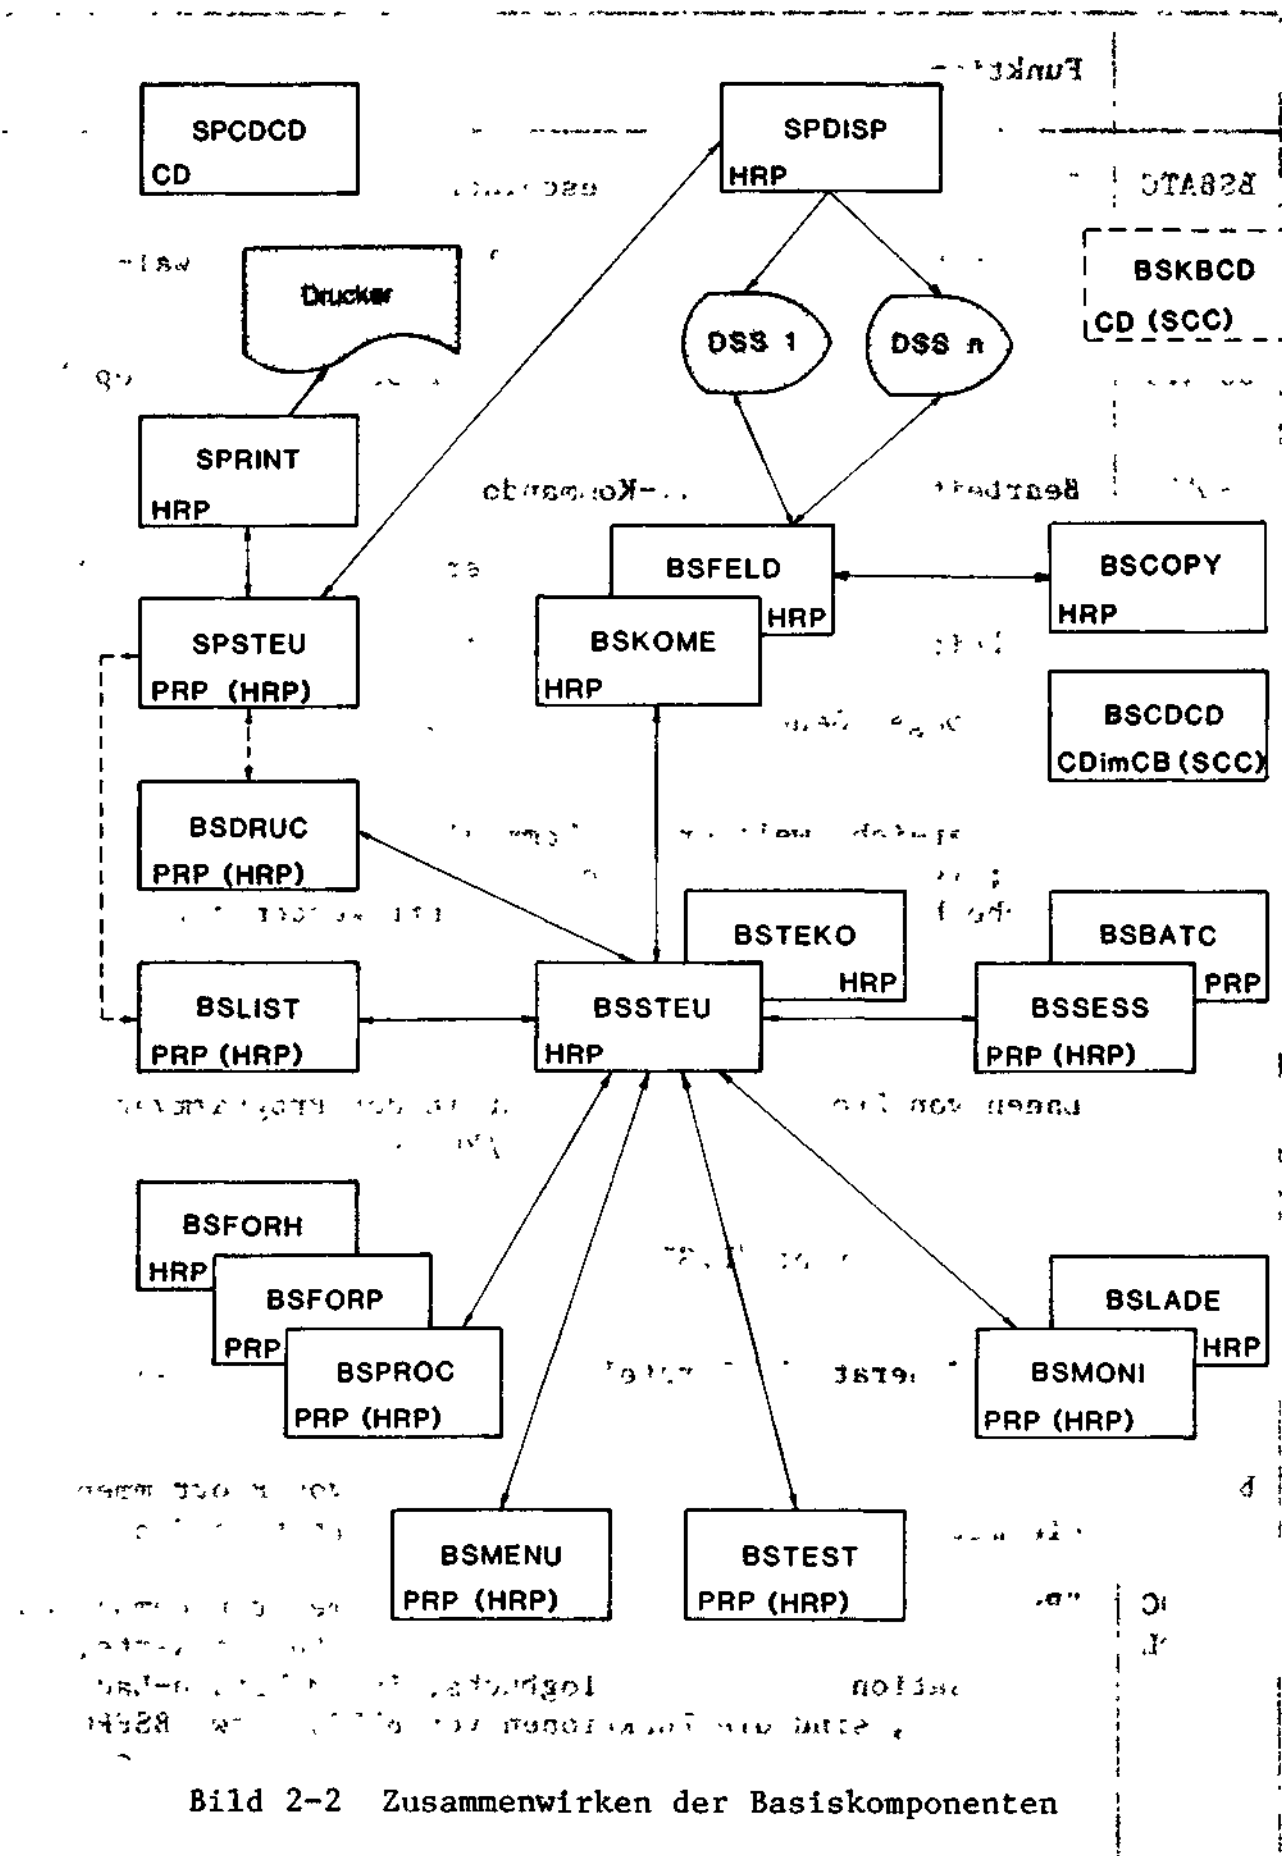 SPCDCD
CD
SPDISP
HRP
BSKBCD
CD (SCC)
Drucker
DSS 1
DSS n
SPRINT
HRP
BSFELD
HRP
BSCOPY
HRP
SPSTEU
PRP (HRP)
BSKOME
HRP
BSCDCD
CDimCB (SCC)
BSDRUC
PRP (HRP)
BSTEKO
HRP
BSBATC
PRP
BSLIST
PRP (HRP)
BSSTEU
HRP
BSSESS
PRP (HRP)
BSFORH
HRP
BSFORP
PRP
BSPROC
PRP (HRP)
BSLADE
HRP
BSMONI
PRP (HRP)
BSMENU
PRP (HRP)
BSTEST
PRP (HRP)
Bild 2-2 Zusammenwirken der Basiskomponenten